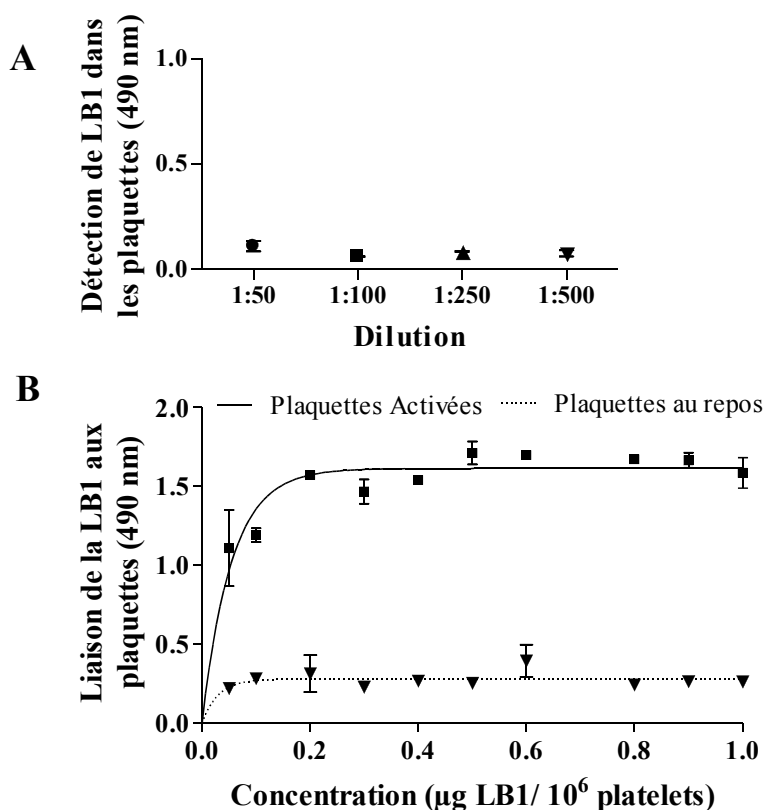 A
Détection de LB1 dans
les plaquettes (490 nm)
1.0
0.5
0.0
1:50 1:100 1:250 1:500
Dilution
B
Plaquettes Activées Plaquettes au repos
Liaison de la LB1 aux
plaquettes (490 nm)
2.0
1.5
1.0
0.5
0.0
0.0 0.2 0.4 0.6 0.8 1.0
Concentration (µg LB1/ 10⁶ platelets)